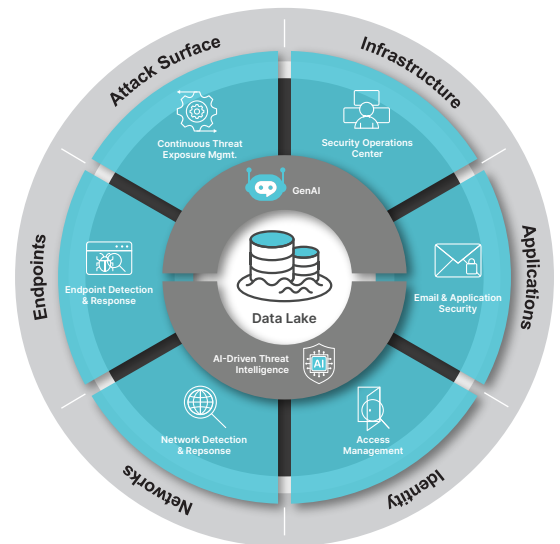 Attack Surface
Infrastructure
Continuous Threat
Exposure Mgmt.
Security Operations
Center
GenAI
Endpoints
Applications
Endpoint Detection
& Response
Email & Application
Security
Data Lake
AI-Driven Threat
Intelligence
AI
Network Detection
& Repsonse
Access
Management
Networks
Identity